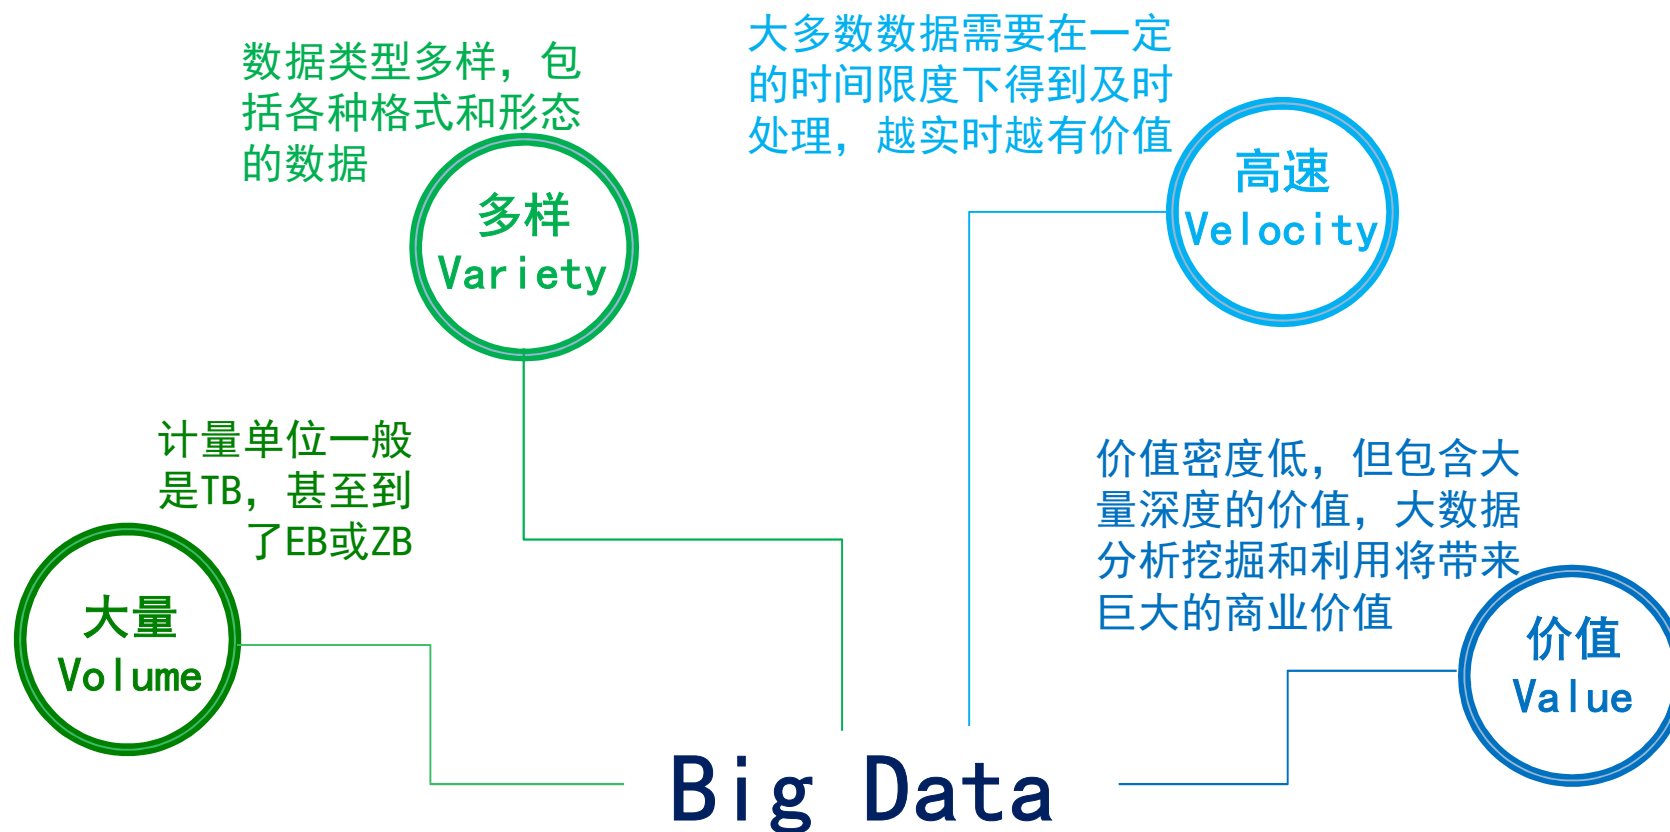 数据类型多样，包
括各种格式和形态
的数据
多样
Variety
大多数数据需要在一定
的时间限度下得到及时
处理，越实时越有价值
高速
Velocity
计量单位一般
是TB，甚至到
了EB或ZB
大量
Volume
价值密度低，但包含大
量深度的价值，大数据
分析挖掘和利用将带来
巨大的商业价值
价值
Value
Big Data